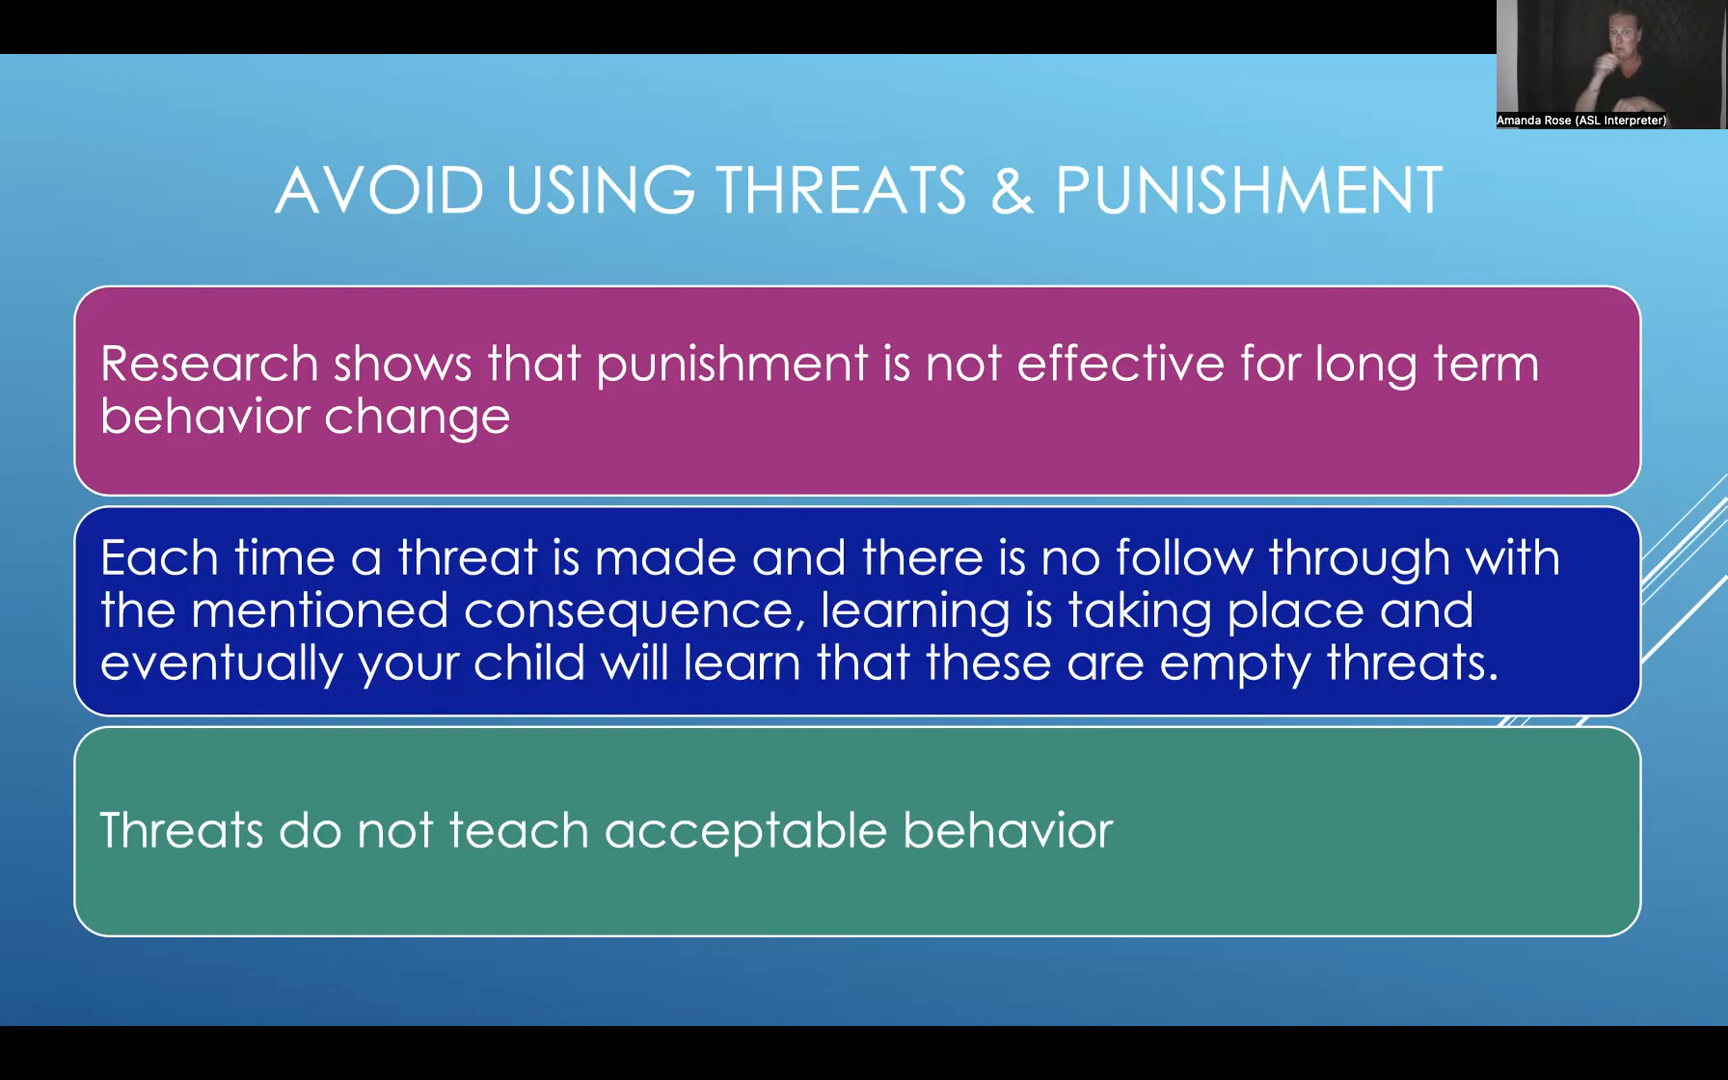 Amanda Rose (ASL Interpreter)
AVOID USING THREATS & PUNISHMENT
Research shows that punishment is not effective for long term
behavior change
Each time a threat is made and there is no follow through with
the mentioned consequence, learning is taking place and
eventually your child will learn that these are empty threats.
Threats do not teach acceptable behavior